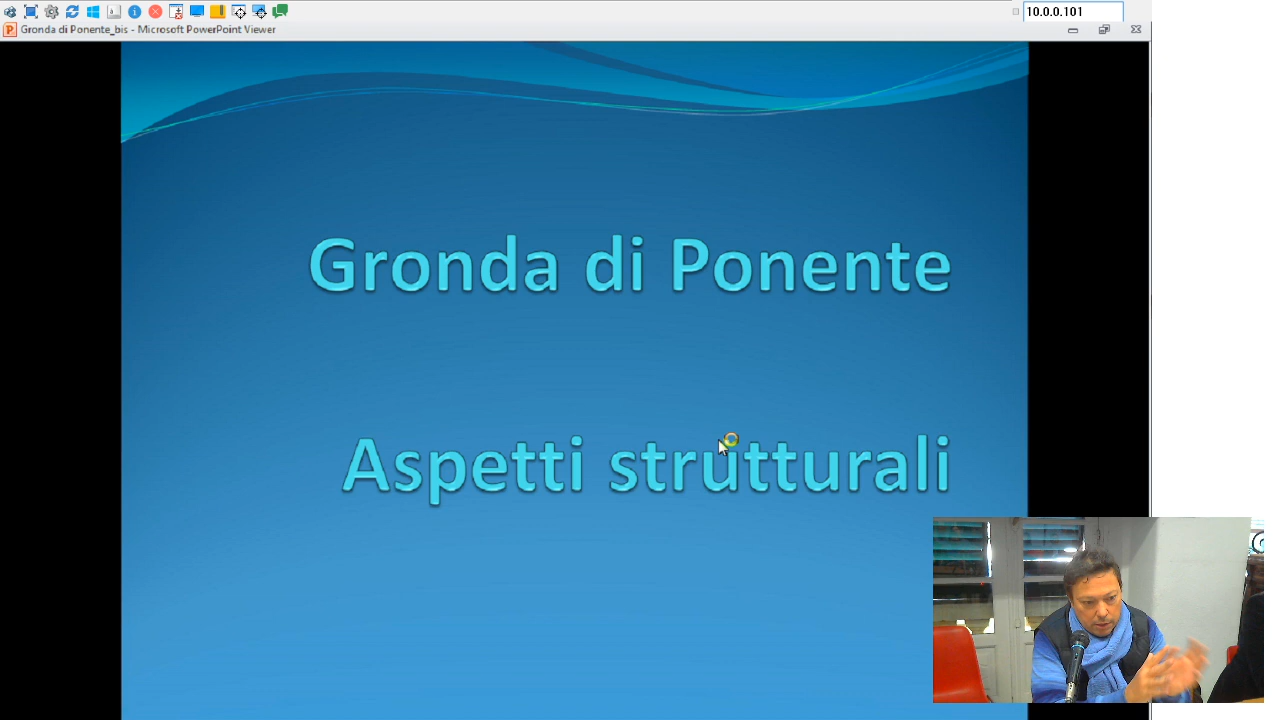 10.0.0.101
Gronda di Ponente_bis - Microsoft PowerPoint Viewer
Gronda di Ponente
Aspetti strutturali